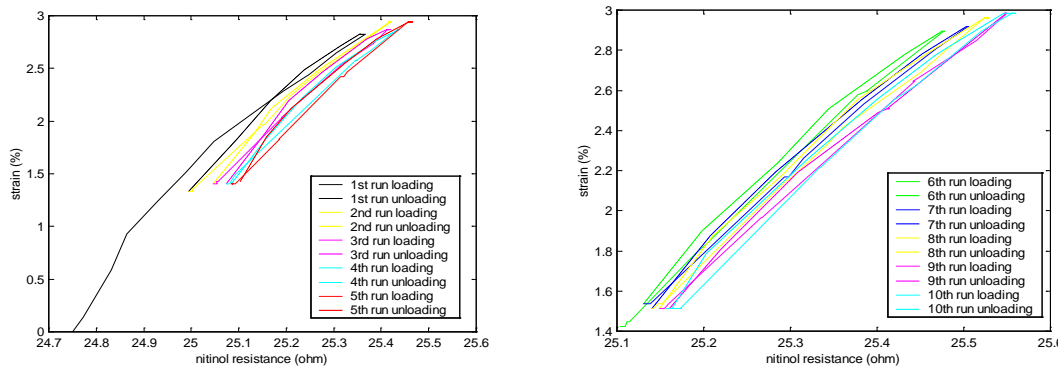 3
2.5
2
1.5
1
0.5
0
strain (%)
24.7 24.8 24.9 25 25.1 25.2 25.3 25.4 25.5 25.6
nitinol resistance (ohm)
1st run loading
1st run unloading
2nd run loading
2nd run unloading
3rd run loading
3rd run unloading
4th run loading
4th run unloading
5th run loading
5th run unloading
3
2.8
2.6
2.4
2.2
2
1.8
1.6
1.4
strain (%)
25.1 25.2 25.3 25.4 25.5 25.6
nitinol resistance (ohm)
6th run loading
6th run unloading
7th run loading
7th run unloading
8th run loading
8th run unloading
9th run loading
9th run unloading
10th run loading
10th run unloading